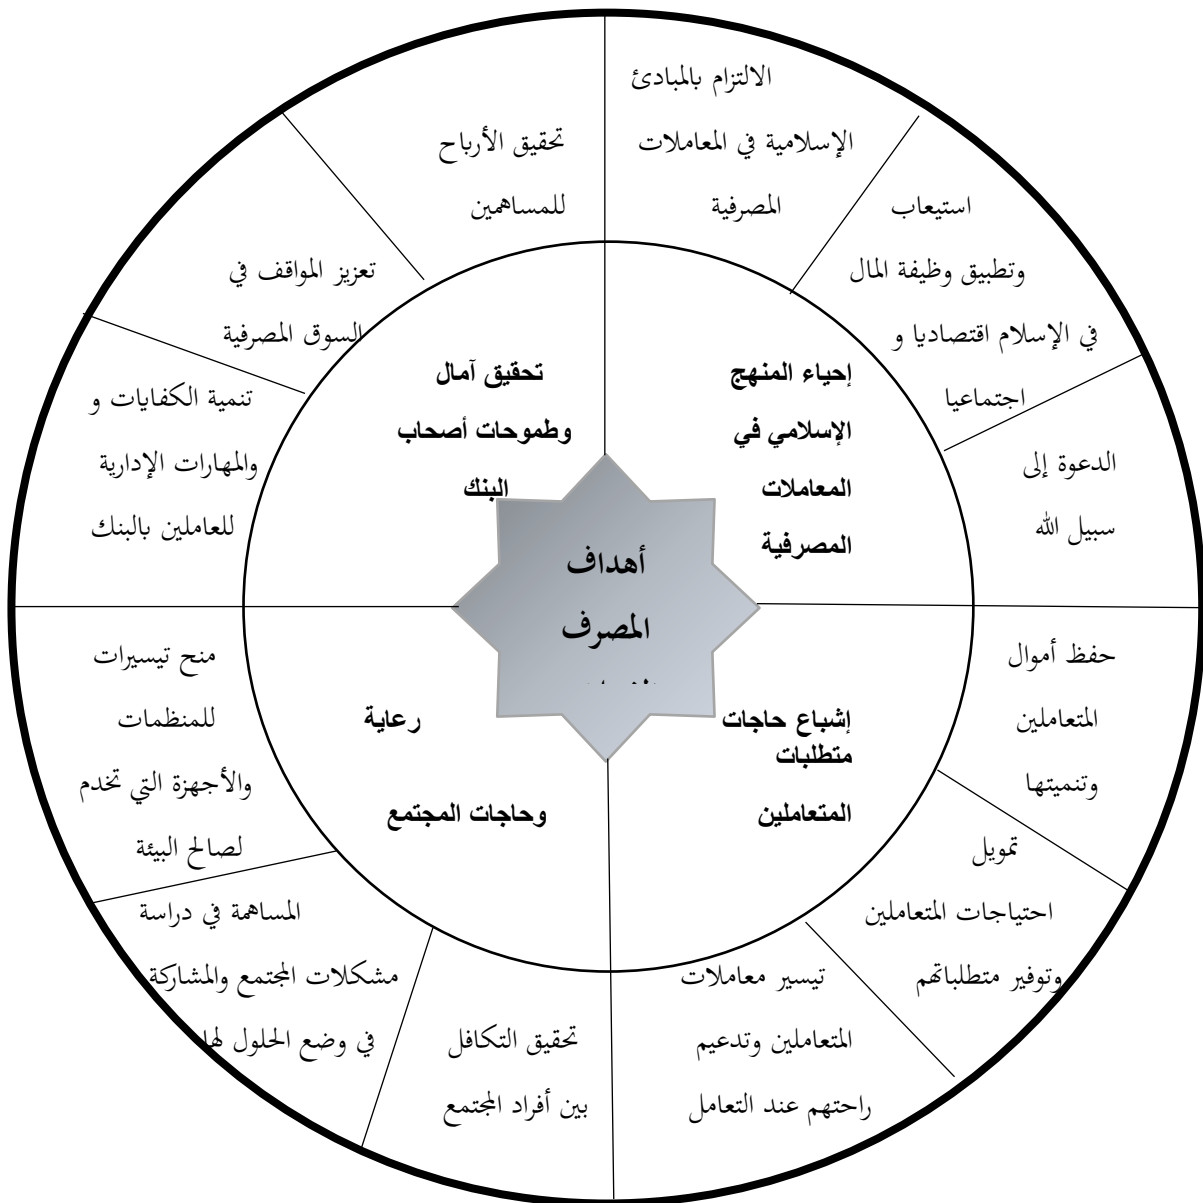 أهداف
المصرف
إحياء المنهج
الإسلامي في
المعاملات
المصرفية
الالتزام بالمبادئ
الإسلامية في المعاملات
المصرفية
استيعاب
وتطبيق وظيفة المال
في الإسلام اقتصاديا و
اجتماعيا
الدعوة إلى
سبيل الله
إشباع حاجات
متطلبات
المتعاملين
حفظ أموال
المتعاملين
وتنميتها
تمويل
احتياجات المتعاملين
وتوفير متطلباتهم
تيسير معاملات
المتعاملين وتدعيم
راحتهم عند التعامل
رعاية
وحاجات المجتمع
تحقيق التكافل
بين أفراد المجتمع
المساهمة في دراسة
مشكلات المجتمع والمشاركة
في وضع الحلول لها
منح تيسيرات
للمنظمات
والأجهزة التي تخدم
لصالح البيئة
تحقيق آمال
وطموحات أصحاب
البنك
تنمية الكفايات و
والمهارات الإدارية
للعاملين بالبنك
تعزيز المواقف في
السوق المصرفية
تحقيق الأرباح
للمساهمين